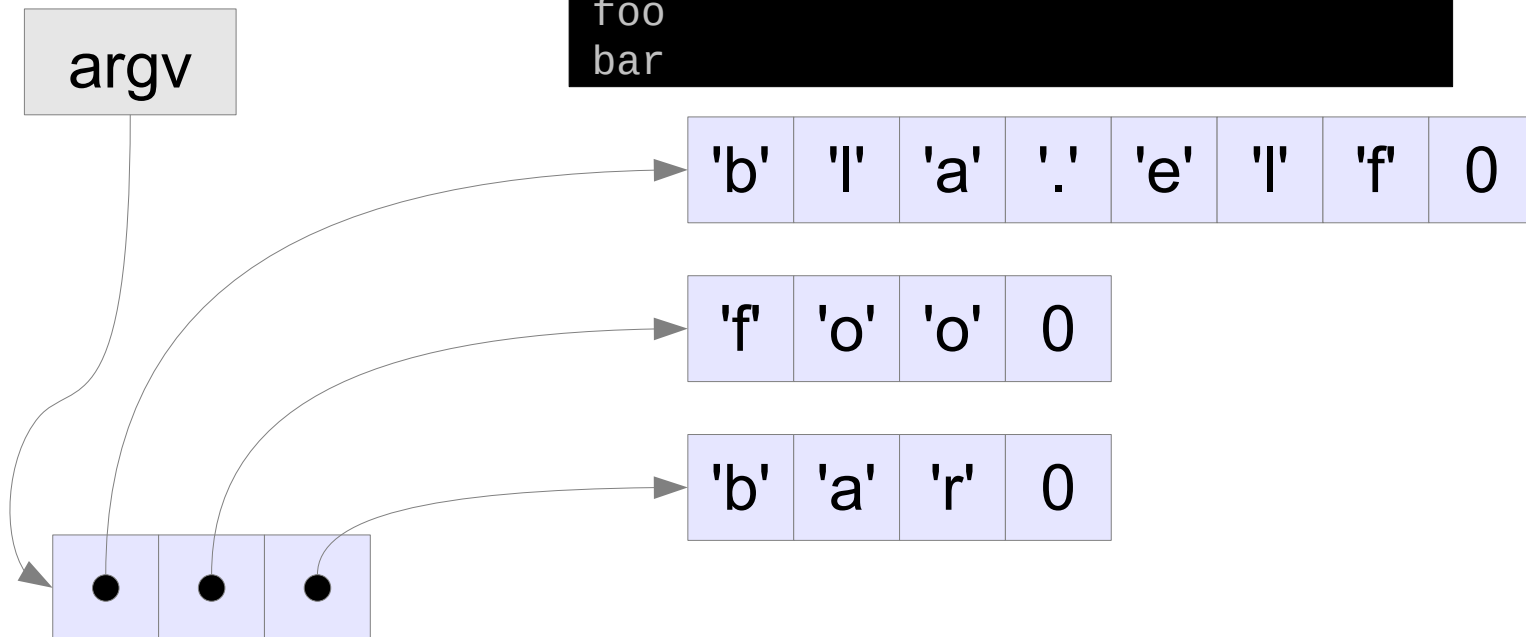 foo
bar
argv
'b' 'l' 'a' '.' 'e' 'l' 'f' 0
'f' 'o' 'o' 0
'b' 'a' 'r' 0